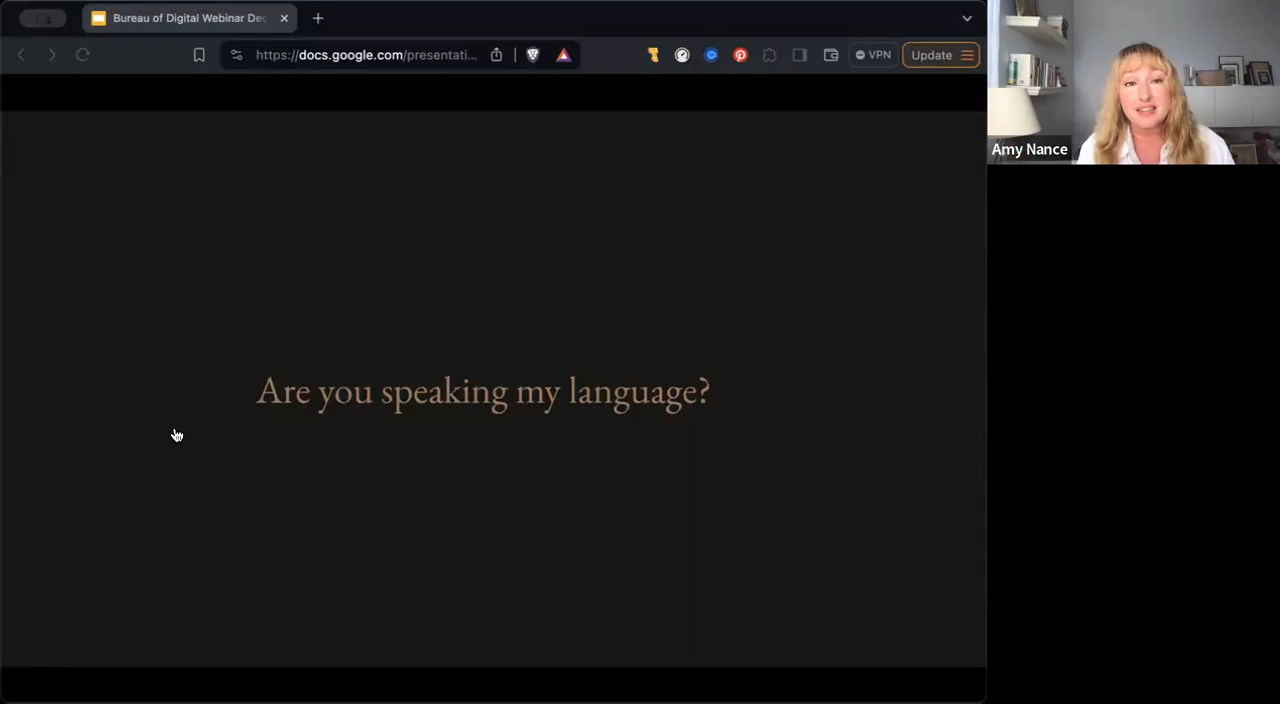 Bureau of Digital Webinar Dec
https://docs.google.com/presentati...
VPN
Update
Amy Nance
Are you speaking my language?